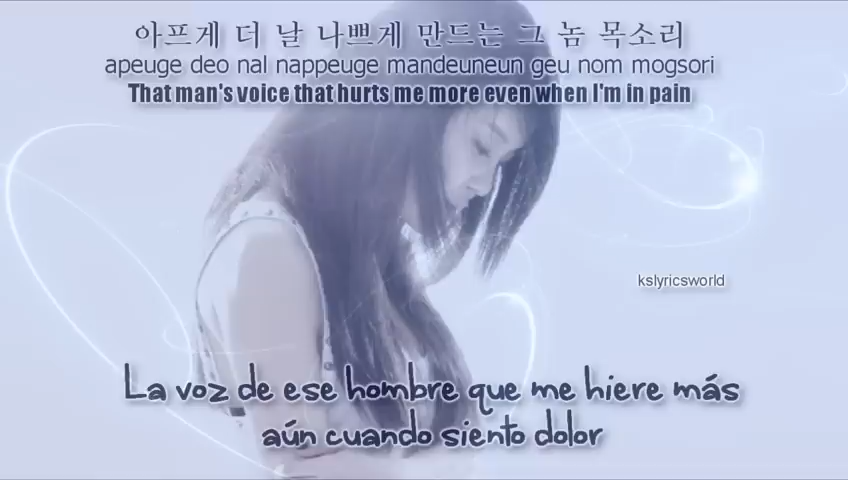 아프게 더 날 나쁘게 만드는 그 놈 목소리
apeuge deo nal nappeuge mandeuneun geu nom mogsori
That man's voice that hurts me more even when I'm in pain
kslyricsworld
La voz de ese hombre que me hiere más
aún cuando siento dolor